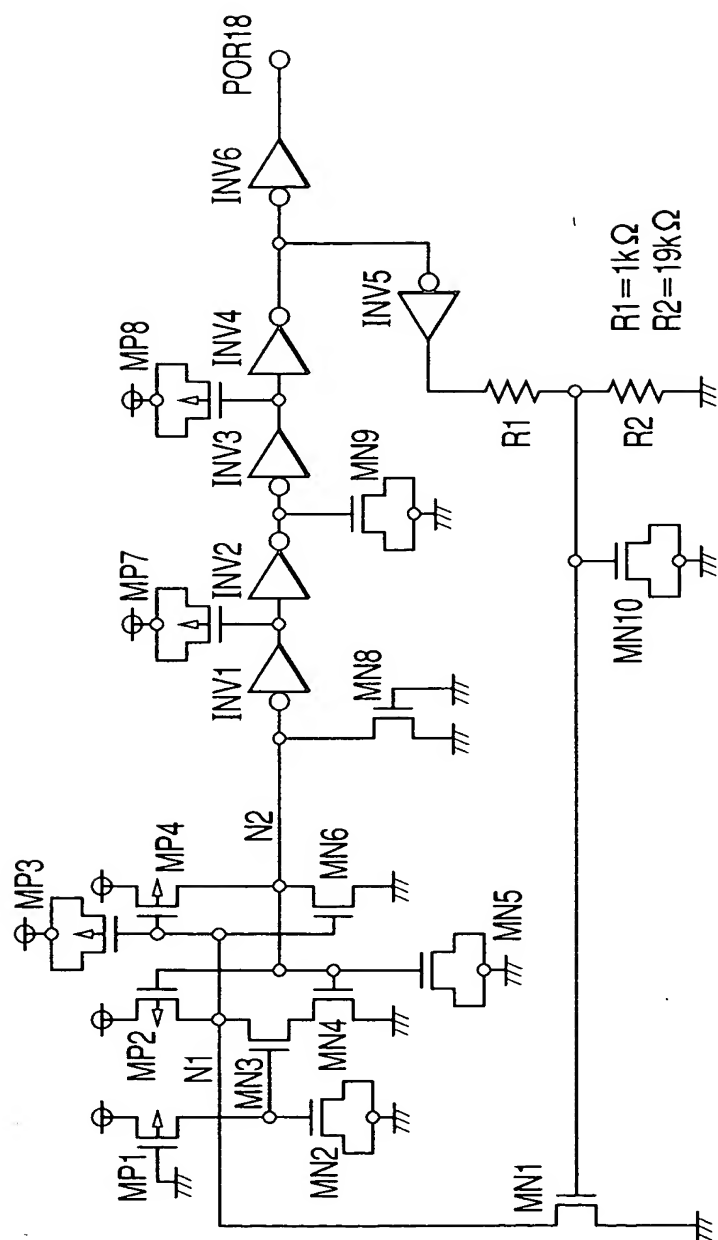 MP3
MP8
MP7
MP4
MP2
MP1
N1
N2
MN3
MN4
MN6
MN2
MN5
MN8
MN9
INV1
INV2
INV3
INV4
INV6
POR18
INV5
R1
R2
R1=1kΩ
R2=19kΩ
MN10
MN1